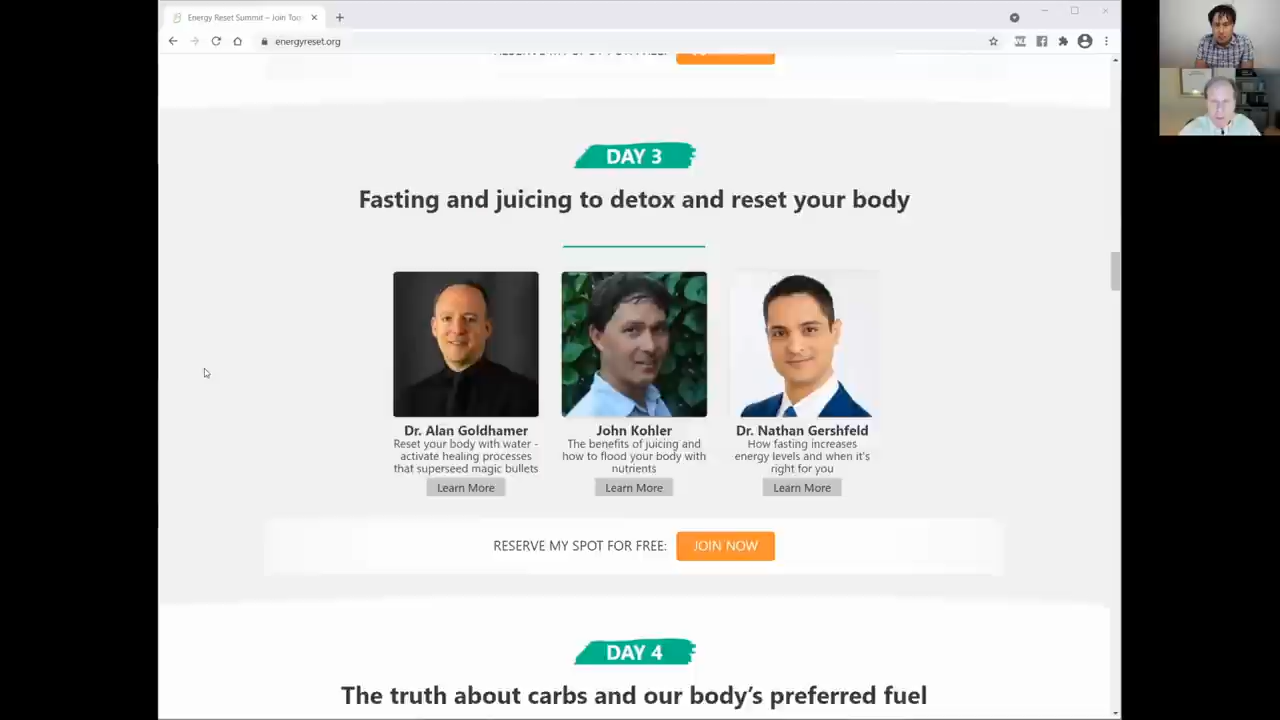 Energy Reset Summit – Join Too
energyreset.org
DAY 3
Fasting and juicing to detox and reset your body
Dr. Alan Goldhamer
Reset your body with water -
activate healing processes
that superseed magic bullets
Learn More
John Kohler
The benefits of juicing and
how to flood your body with
nutrients
Learn More
Dr. Nathan Gershfeld
How fasting increases
energy levels and when it's
right for you
Learn More
RESERVE MY SPOT FOR FREE:
JOIN NOW
DAY 4
The truth about carbs and our body's preferred fuel